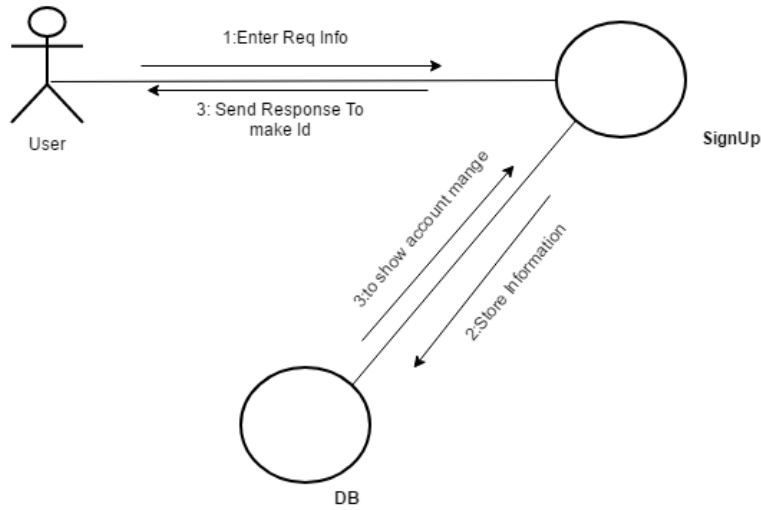 1:Enter Req Info
3: Send Response To
make Id
User
SignUp
3:to show account mange
2:Store Information
DB